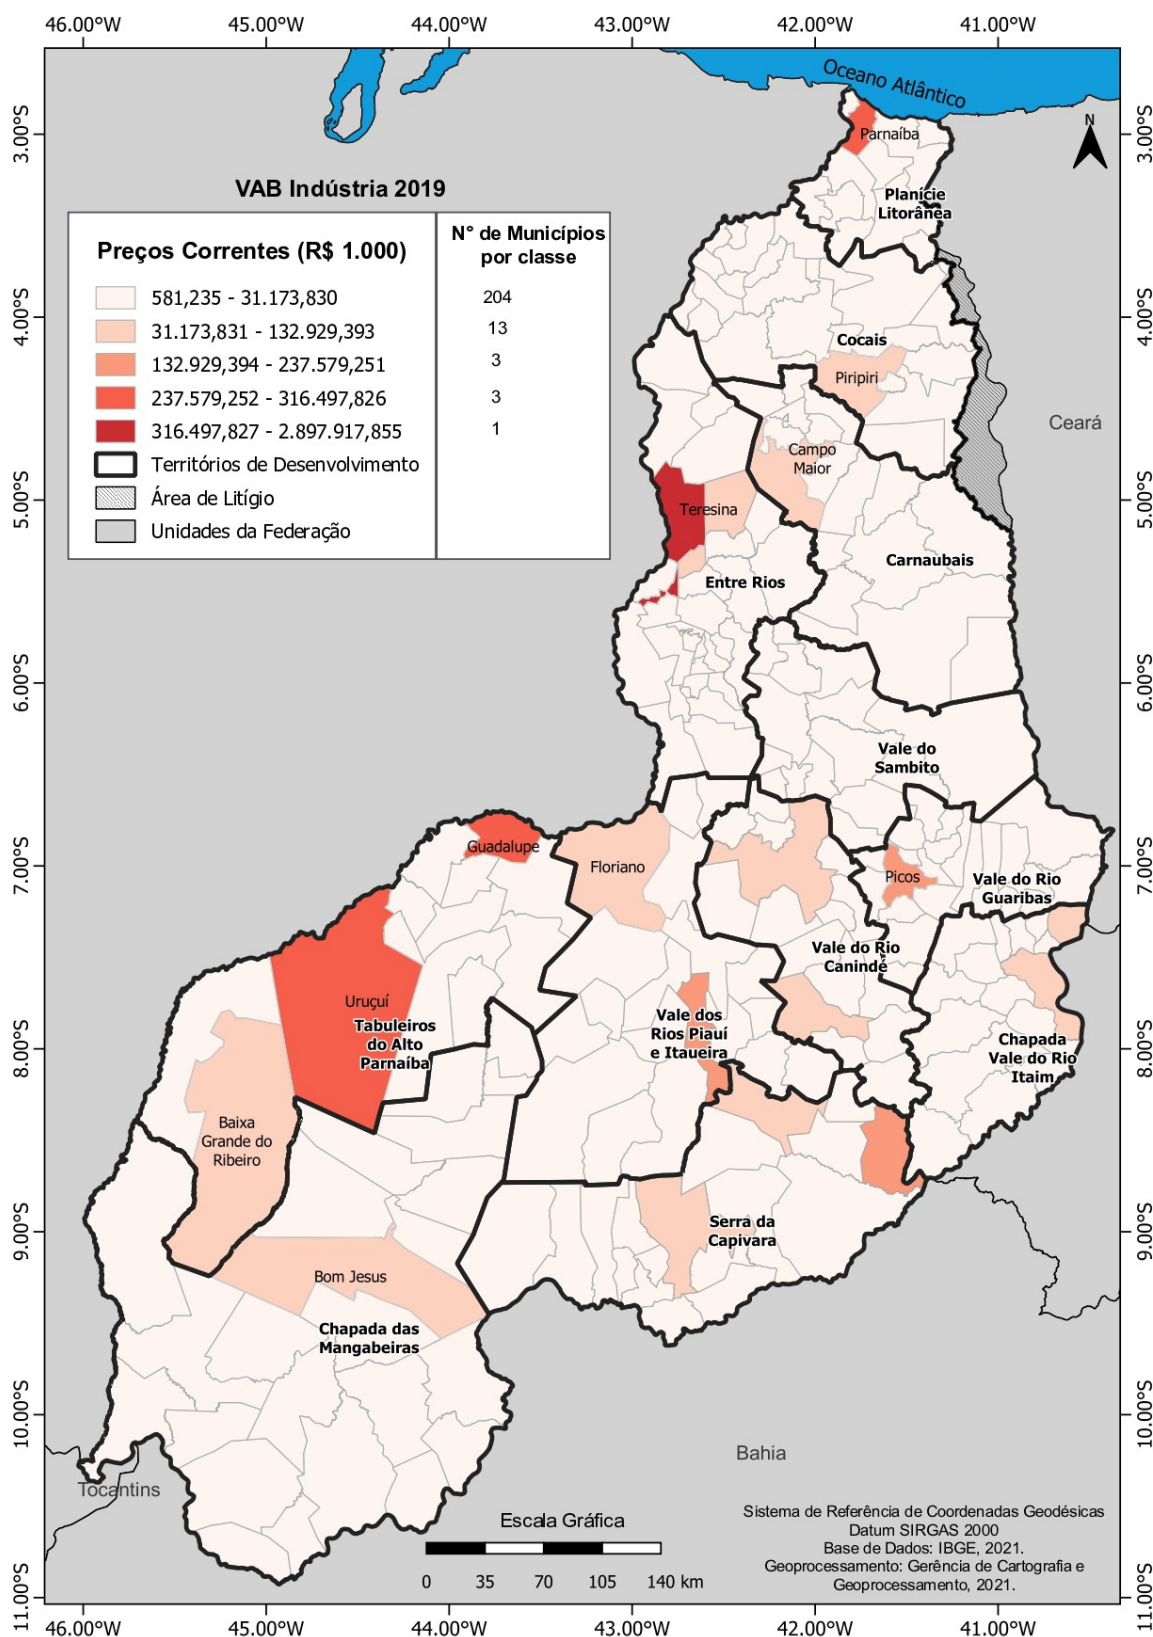 46.00°W 45.00°W 44.00°W 43.00°W 42.00°W 41.00°W
Oceano Atlântico
N
3.00°S
3.00°S
Parnaíba
VAB Indústria 2019
Planície
Litorânea
Preços Correntes (R$ 1.000)
N° de Municípios
por classe
581,235 - 31.173,830 204
31.173,831 - 132.929,393 13
132.929,394 - 237.579,251 3
237.579,252 - 316.497,826 3
316.497,827 - 2.897.917,855 1
Territórios de Desenvolvimento
Área de Litígio
Unidades da Federação
4.00°S
4.00°S
Cocais
Piripiri
Ceará
Campo
Maior
5.00°S
5.00°S
Teresina
Carnaubais
Entre Rios
6.00°S
6.00°S
Vale do
Sambito
7.00°S
7.00°S
Guadalupe
Floriano
Picos
Vale do Rio
Guaribas
Vale do Rio
Canindé
Uruçuí
Tabuleiros
do Alto
Parnaíba
Vale dos
Rios Piauí
e Itaueira
Chapada
Vale do Rio
Itaim
8.00°S
8.00°S
Baixa
Grande do
Ribeiro
9.00°S
9.00°S
Serra da
Capivara
Bom Jesus
Chapada das
Mangabeiras
10.00°S
10.00°S
Bahia
Tocantins
Escala Gráfica
0 35 70 105 140 km
Sistema de Referência de Coordenadas Geodésicas
Datum SIRGAS 2000
Base de Dados: IBGE, 2021.
Geoprocessamento: Gerência de Cartografia e
Geoprocessamento, 2021.
11.00°S
11.00°S
46.00°W 45.00°W 44.00°W 43.00°W 42.00°W 41.00°W